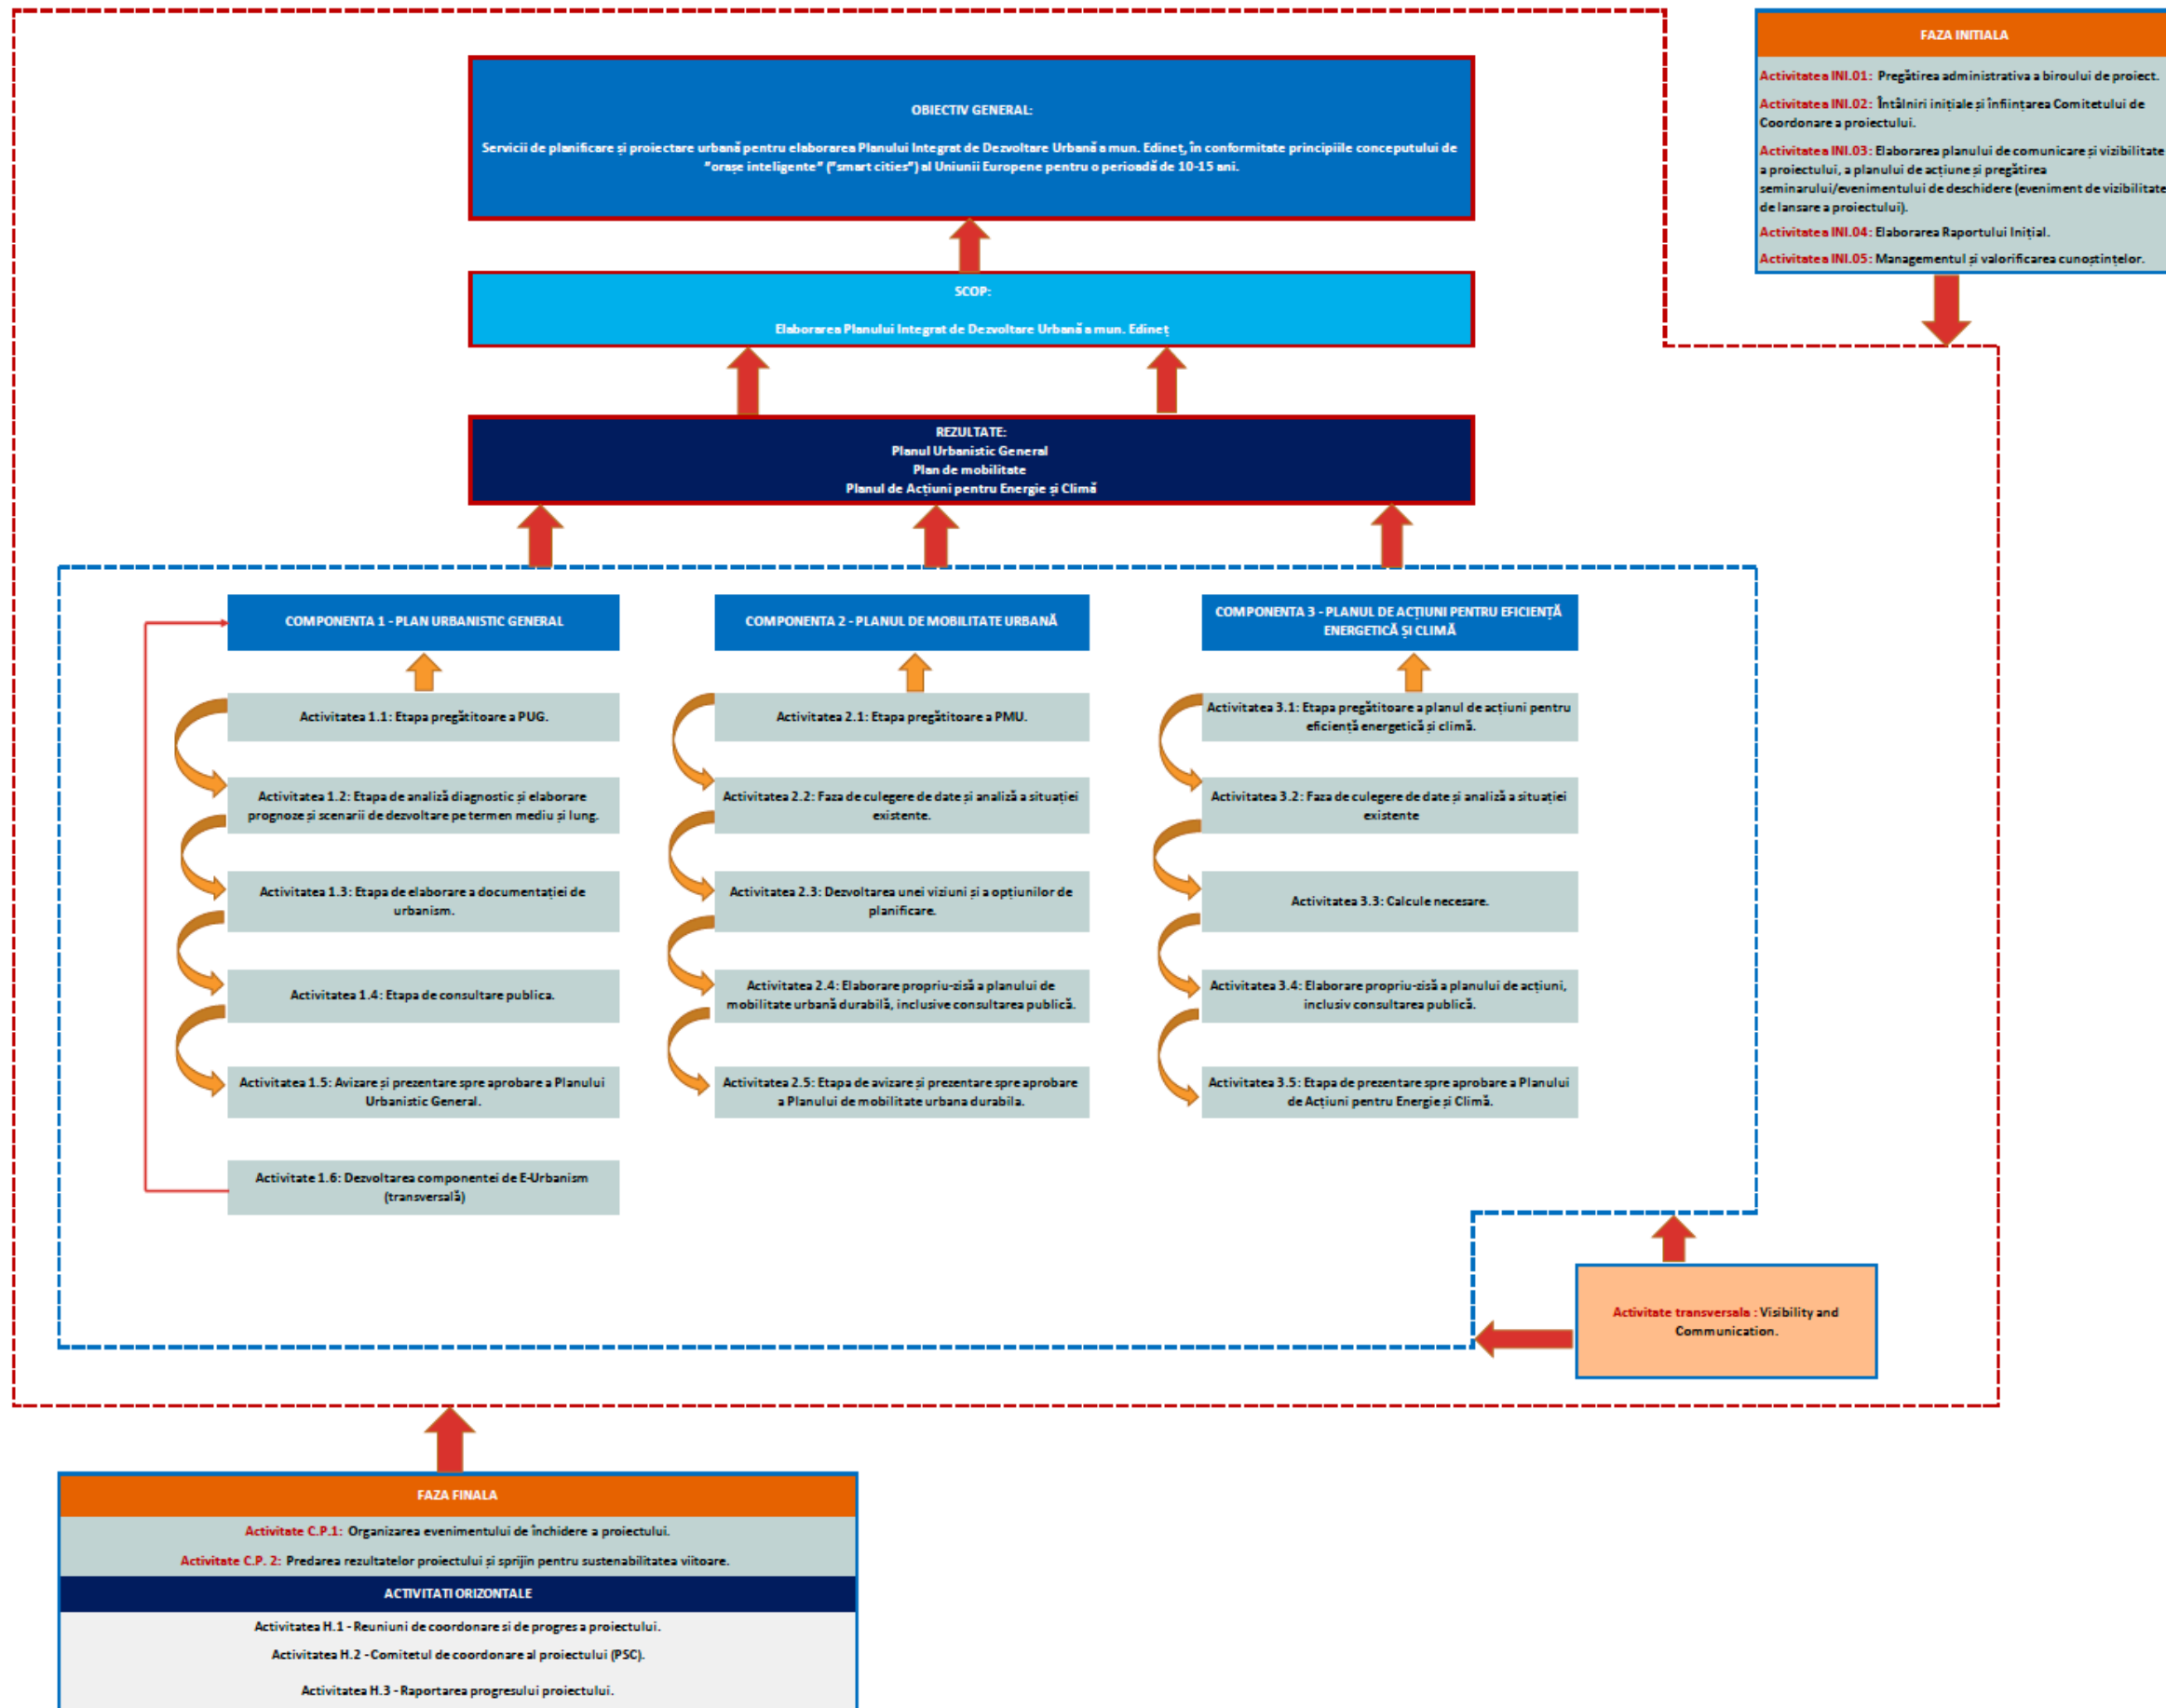 FAZA INITIALA
Activitatea INI.01: Pregătirea administrativa a biroului de proiect.
Activitatea INI.02: Întâlniri inițiale și înființarea Comitetului de
Coordonare a proiectului.
Activitatea INI.03: Elaborarea planului de comunicare și vizibilitate
a proiectului, a planului de acțiune și pregătirea
seminarului/evenimentului de deschidere (eveniment de vizibilitate
de lansare a proiectului).
Activitatea INI.04: Elaborarea Raportului Inițial.
Activitatea INI.05: Managementul și valorificarea cunoștințelor.
OBIECTIV GENERAL:
Servicii de planificare și proiectare urbană pentru elaborarea Planului Integrat de Dezvoltare Urbană a mun. Edineț, în conformitate principiile conceputului de
"orașe inteligente" ("smart cities") al Uniunii Europene pentru o perioadă de 10-15 ani.
SCOP:
Elaborarea Planului Integrat de Dezvoltare Urbană a mun. Edineț
REZULTATE:
Planul Urbanistic General
Plan de mobilitate
Planul de Acțiuni pentru Energie și Climă
COMPONENTA 1 - PLAN URBANISTIC GENERAL
Activitatea 1.1: Etapa pregătitoare a PUG.
Activitatea 1.2: Etapa de analiză diagnostic și elaborare
prognoze și scenarii de dezvoltare pe termen mediu și lung.
Activitatea 1.3: Etapa de elaborare a documentației de
urbanism.
Activitatea 1.4: Etapa de consultare publica.
Activitatea 1.5: Avizare și prezentare spre aprobare a Planului
Urbanistic General.
Activitate 1.6: Dezvoltarea componentei de E-Urbanism
(transversală)
COMPONENTA 2 - PLANUL DE MOBILITATE URBANĂ
Activitatea 2.1: Etapa pregătitoare a PMU.
Activitatea 2.2: Faza de culegere de date și analiză a situației
existente.
Activitatea 2.3: Dezvoltarea unei viziuni și a opțiunilor de
planificare.
Activitatea 2.4: Elaborare propriu-zisă a planului de
mobilitate urbană durabilă, inclusive consultarea publică.
Activitatea 2.5: Etapa de avizare și prezentare spre aprobare
a Planului de mobilitate urbana durabila.
COMPONENTA 3 - PLANUL DE ACȚIUNI PENTRU EFICIENȚĂ
ENERGETICĂ ȘI CLIMĂ
Activitatea 3.1: Etapa pregătitoare a planul de acțiuni pentru
eficiență energetică și climă.
Activitatea 3.2: Faza de culegere de date și analiză a situației
existente
Activitatea 3.3: Calcule necesare.
Activitatea 3.4: Elaborare propriu-zisă a planului de acțiuni,
inclusiv consultarea publică.
Activitatea 3.5: Etapa de prezentare spre aprobare a Planului
de Acțiuni pentru Energie și Climă.
Activitate transversala : Visibility and
Communication.
FAZA FINALA
Activitate C.P.1: Organizarea evenimentului de închidere a proiectului.
Activitate C.P. 2: Predarea rezultatelor proiectului și sprijin pentru sustenabilitatea viitoare.
ACTIVITATI ORIZONTALE
Activitatea H.1 - Reuniuni de coordonare si de progres a proiectului.
Activitatea H.2 - Comitetul de coordonare al proiectului (PSC).
Activitatea H.3 - Raportarea progresului proiectului.